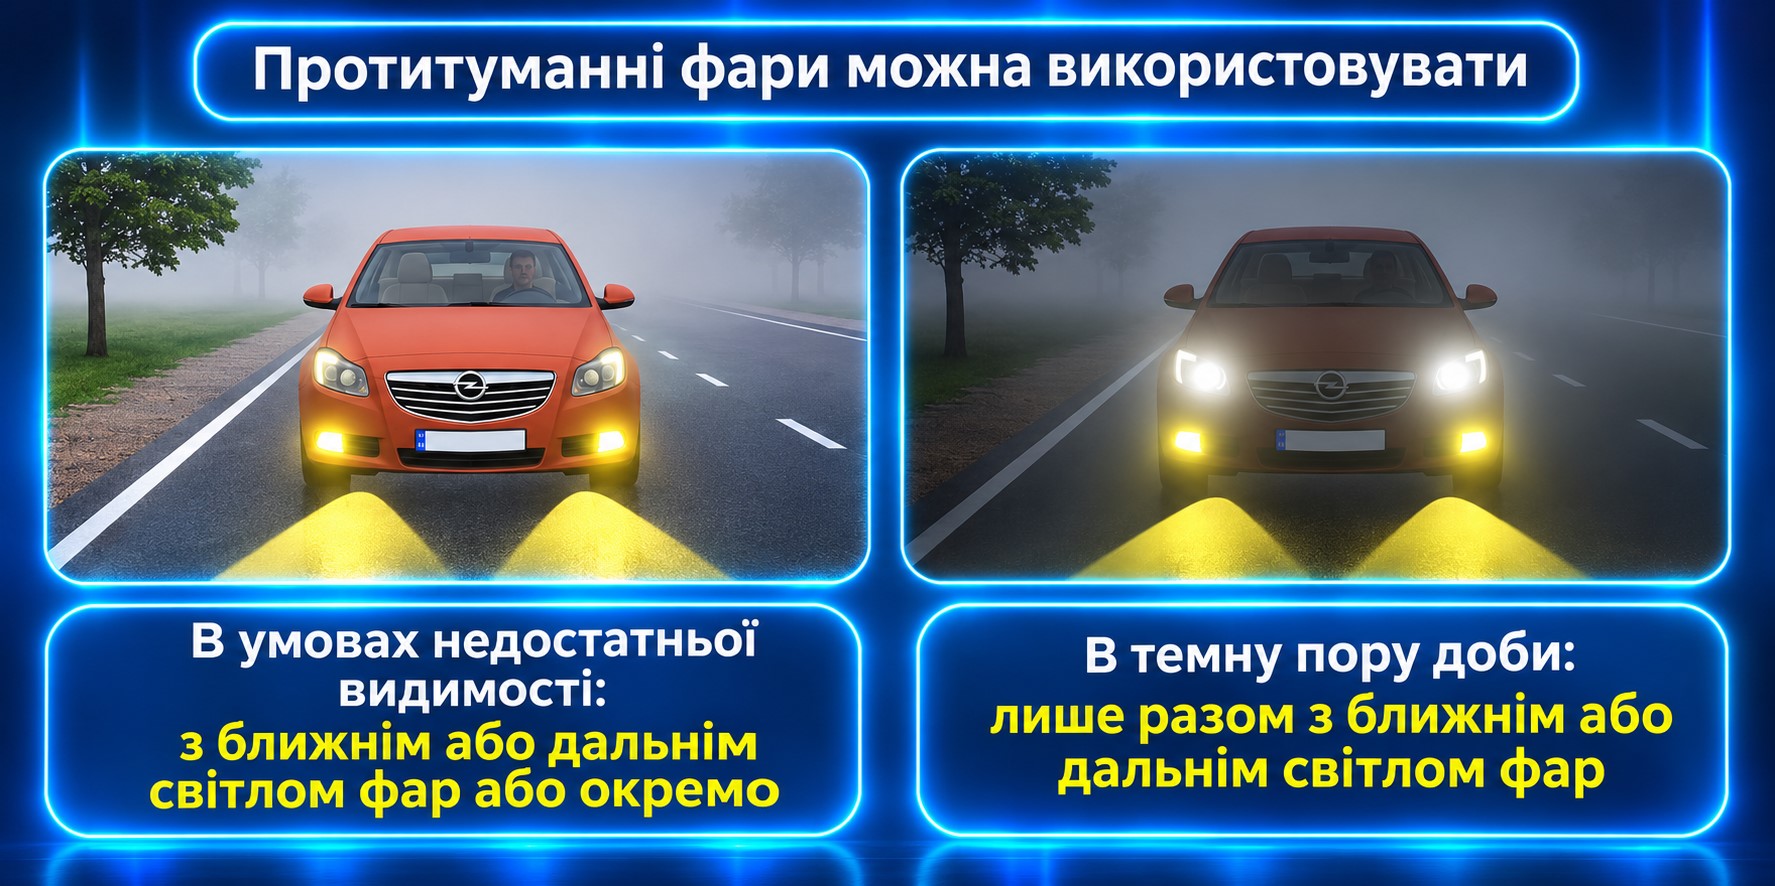 Протитуманні фари можна використовувати
В умовах недостатньої
видимості:
з ближнім або дальнім
світлом фар або окремо
В темну пору доби:
лише разом з ближнім або
дальнім світлом фар